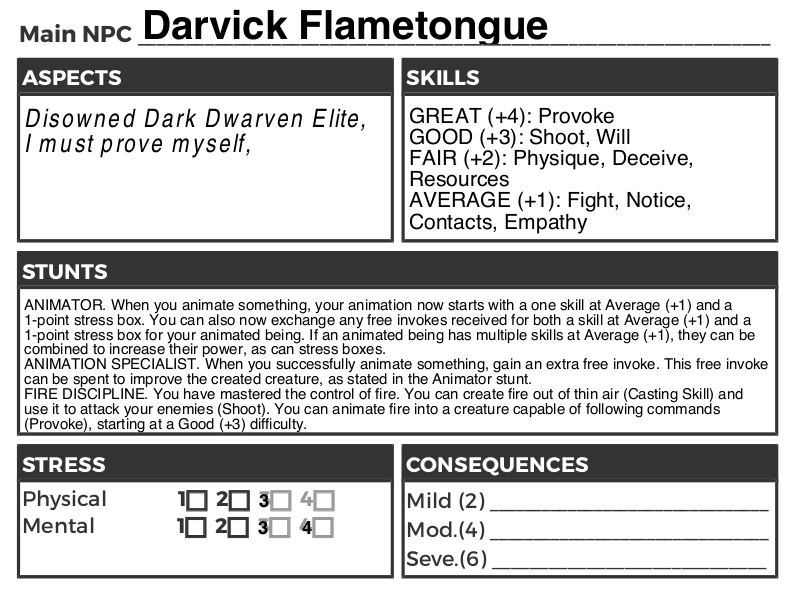 Main NPC Darvick Flametongue
ASPECTS
Disowned Dark Dwarven Elite,
I must prove myself,
SKILLS
GREAT (+4): Provoke
GOOD (+3): Shoot, Will
FAIR (+2): Physique, Deceive,
Resources
AVERAGE (+1): Fight, Notice,
Contacts, Empathy
STUNTS
ANIMATOR. When you animate something, your animation now starts with a one skill at Average (+1) and a
1-point stress box. You can also now exchange any free invokes received for both a skill at Average (+1) and a
1-point stress box for your animated being. If an animated being has multiple skills at Average (+1), they can be
combined to increase their power, as can stress boxes.
ANIMATION SPECIALIST. When you successfully animate something, gain an extra free invoke. This free invoke
can be spent to improve the created creature, as stated in the Animator stunt.
FIRE DISCIPLINE. You have mastered the control of fire. You can create fire out of thin air (Casting Skill) and
use it to attack your enemies (Shoot). You can animate fire into a creature capable of following commands
(Provoke), starting at a Good (+3) difficulty.
STRESS
Physical 1 2 3 4
Mental 1 2 3 4
CONSEQUENCES
Mild (2)
Mod.(4)
Seve.(6)